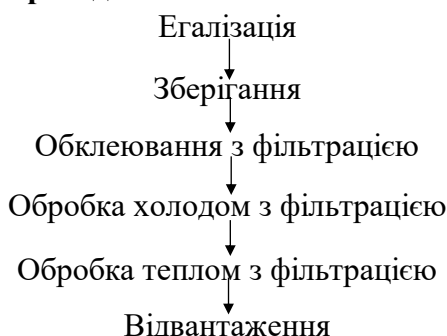 Егалізація
Зберігання
Обклеювання з фільтрацією
Обробка холодом з фільтрацією
Обробка теплом з фільтрацією
Відвантаження